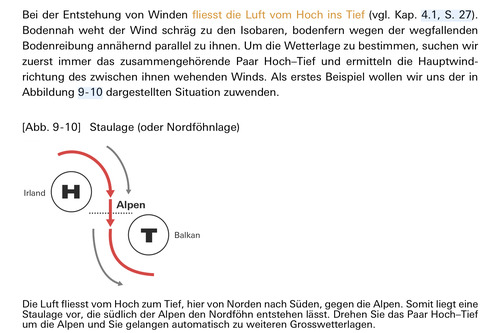 Bei der Entstehung von Winden fliesst die Luft vom Hoch ins Tief (vgl. Kap. 4.1, S. 27).
Bodennah weht der Wind schräg zu den Isobaren, bodenfern wegen der wegfallenden
Bodenreibung annähernd parallel zu ihnen. Um die Wetterlage zu bestimmen, suchen wir
zuerst immer das zusammengehörende Paar Hoch–Tief und ermitteln die Hauptwind-
richtung des zwischen ihnen wehenden Winds. Als erstes Beispiel wollen wir uns der in
Abbildung 9-10 dargestellten Situation zuwenden.
[Abb. 9-10] Staulage (oder Nordföhnlage)
Irland
H
Alpen
T
Balkan
Die Luft fliesst vom Hoch zum Tief, hier von Norden nach Süden, gegen die Alpen. Somit liegt eine
Staulage vor, die südlich der Alpen den Nordföhn entstehen lässt. Drehen Sie das Paar Hoch–Tief
um die Alpen und Sie gelangen automatisch zu weiteren Grosswetterlagen.